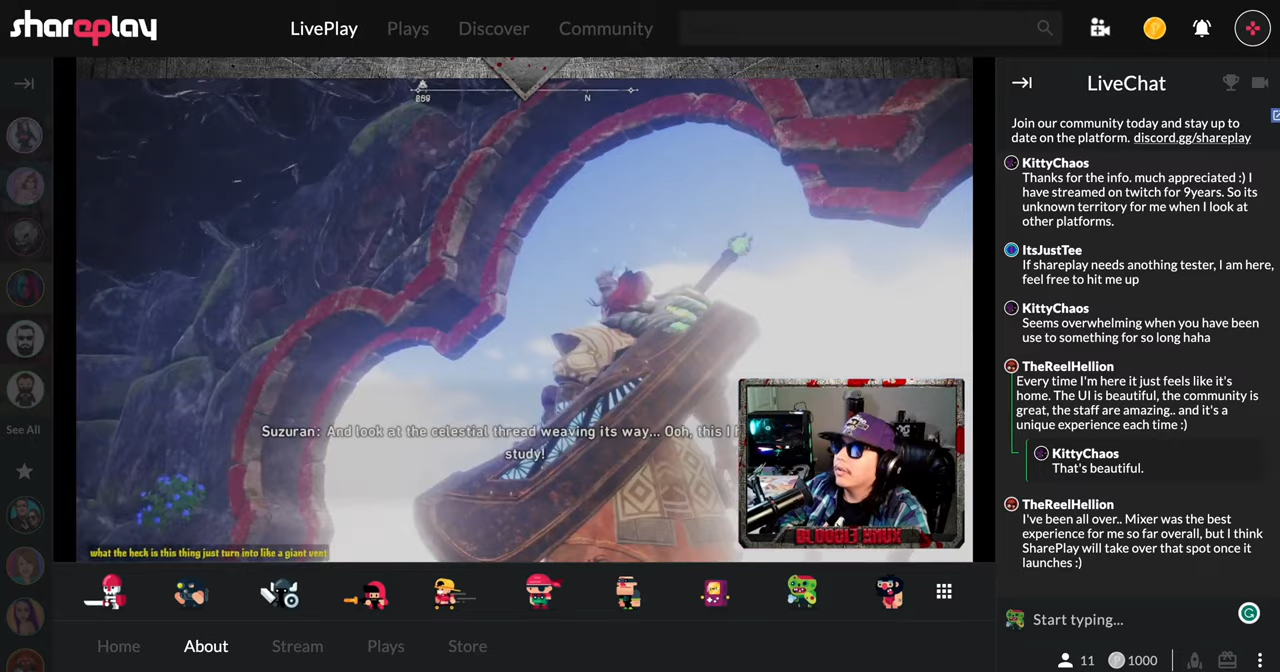 shareplay
LivePlay
Plays
Discover
Community
LiveChat
Join our community today and stay up to
date on the platform. discord.gg/shareplay
KittyChaos
Thanks for the info. much appreciated :) I
have streamed on twitch for 9years. So its
unknown territory for me when I look at
other platforms.
ItsJustTee
If shareplay needs anothing tester, I am here,
feel free to hit me up
KittyChaos
Seems overwhelming when you have been
use to something for so long haha
TheReelHellion
Every time I'm here it just feels like it's
home. The UI is beautiful, the community is
great, the staff are amazing.. and it's a
unique experience each time :)
KittyChaos
That's beautiful.
TheReelHellion
I've been all over.. Mixer was the best
experience for me so far overall, but I think
SharePlay will take over that spot once it
launches :)
Start typing...
11
1000
See All
N
Suzuran: And look at the celestial thread weaving its way... Ooh, this I
study!
what the heck is this thing just turn into like a giant vent
Home
About
Stream
Plays
Store